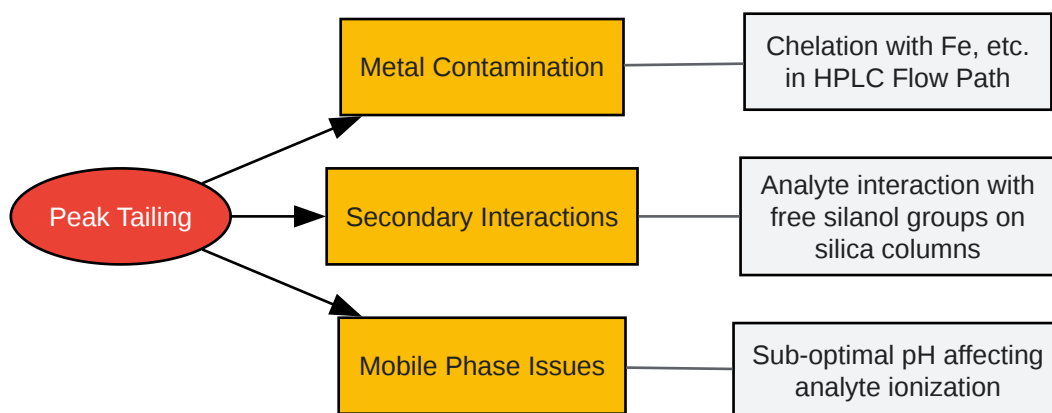 Peak Tailing
Metal Contamination
Chelation with Fe, etc.
in HPLC Flow Path
Secondary Interactions
Analyte interaction with
free silanol groups on
silica columns
Mobile Phase Issues
Sub-optimal pH affecting
analyte ionization